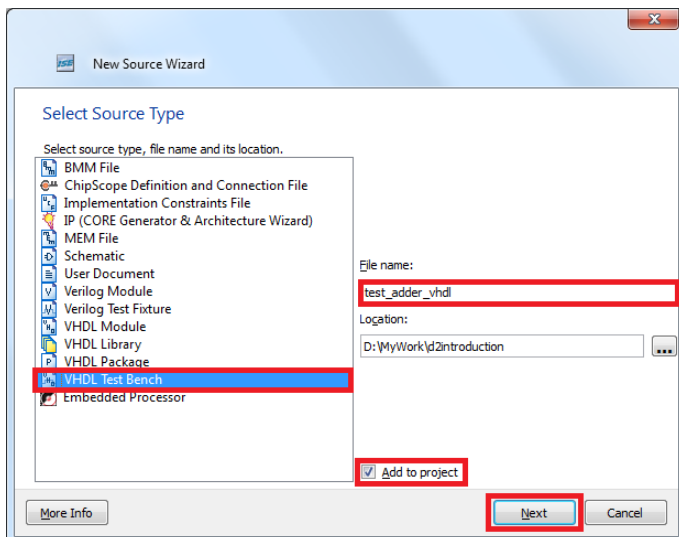 ISE
New Source Wizard
Select Source Type
Select source type, file name and its location.
BMM File
ChipScope Definition and Connection File
Implementation Constraints File
IP (CORE Generator & Architecture Wizard)
MEM File
Schematic
User Document
Verilog Module
Verilog Test Fixture
VHDL Module
VHDL Library
VHDL Package
VHDL Test Bench
Embedded Processor
File name:
test_adder_vhdl
Location:
D:\MyWork\d2introduction
...
Add to project
More Info
Next
Cancel